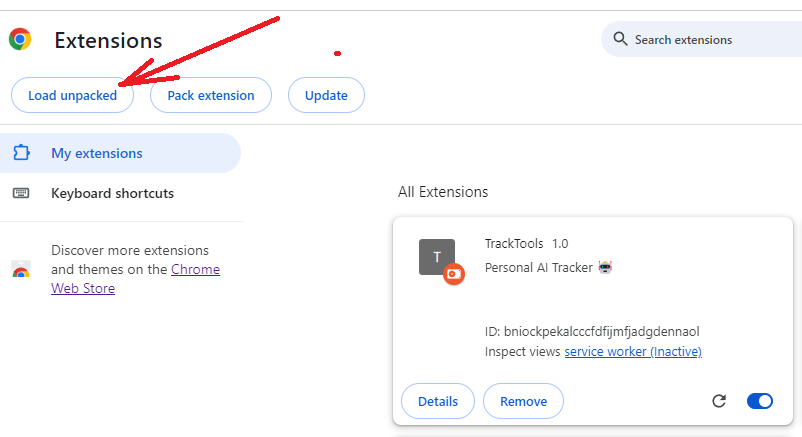 Extensions
Search extensions
Load unpacked
Pack extension
Update
My extensions
Keyboard shortcuts
Discover more extensions
and themes on the Chrome
Web Store
All Extensions
T
TrackTools 1.0
Personal AI Tracker 🤖
ID: bniockpekalcccfdfijmfjadgdennaol
Inspect views service worker (Inactive)
Details
Remove